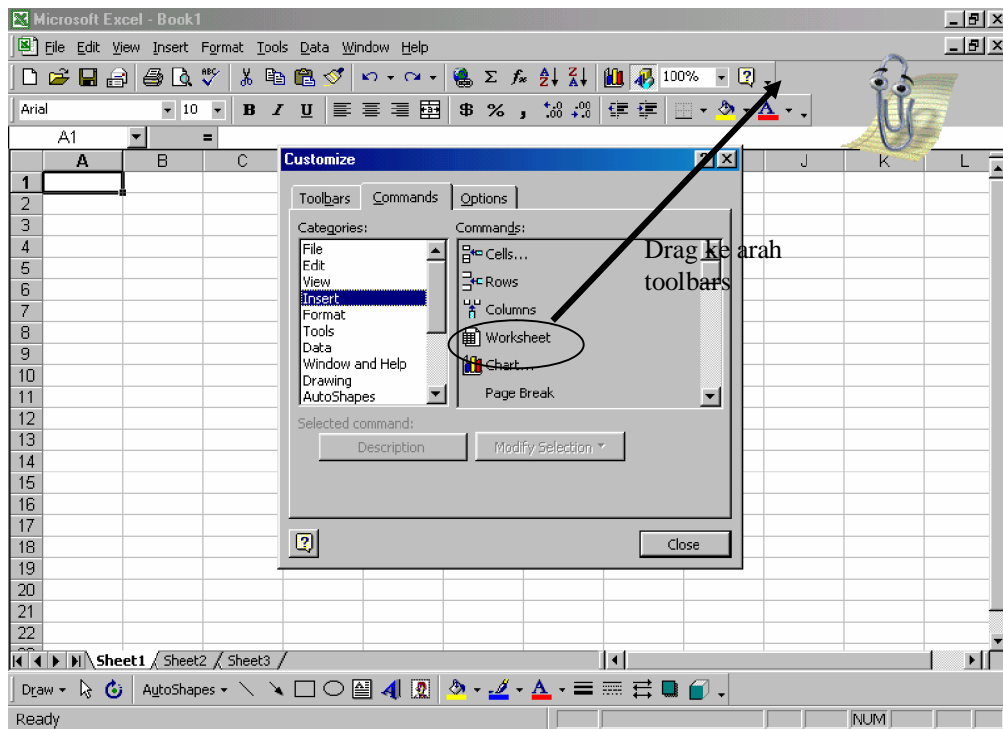 Microsoft Excel - Book1
File Edit View Insert Format Tools Data Window Help
100%
Arial 10 B I U $ % ,
A1 =
A B C J K L
Customize
Toolbars Commands Options
Categories: Commands:
File
Edit
View
Insert
Format
Tools
Data
Window and Help
Drawing
AutoShapes
Cells...
Rows
Columns
Worksheet
Chart...
Page Break
Drag ke arah
toolbars
Selected command:
Description Modify Selection
Close
1
2
3
4
5
6
7
8
9
10
11
12
13
14
15
16
17
18
19
20
21
22
Sheet1 Sheet2 Sheet3
Draw AutoShapes
Ready NUM